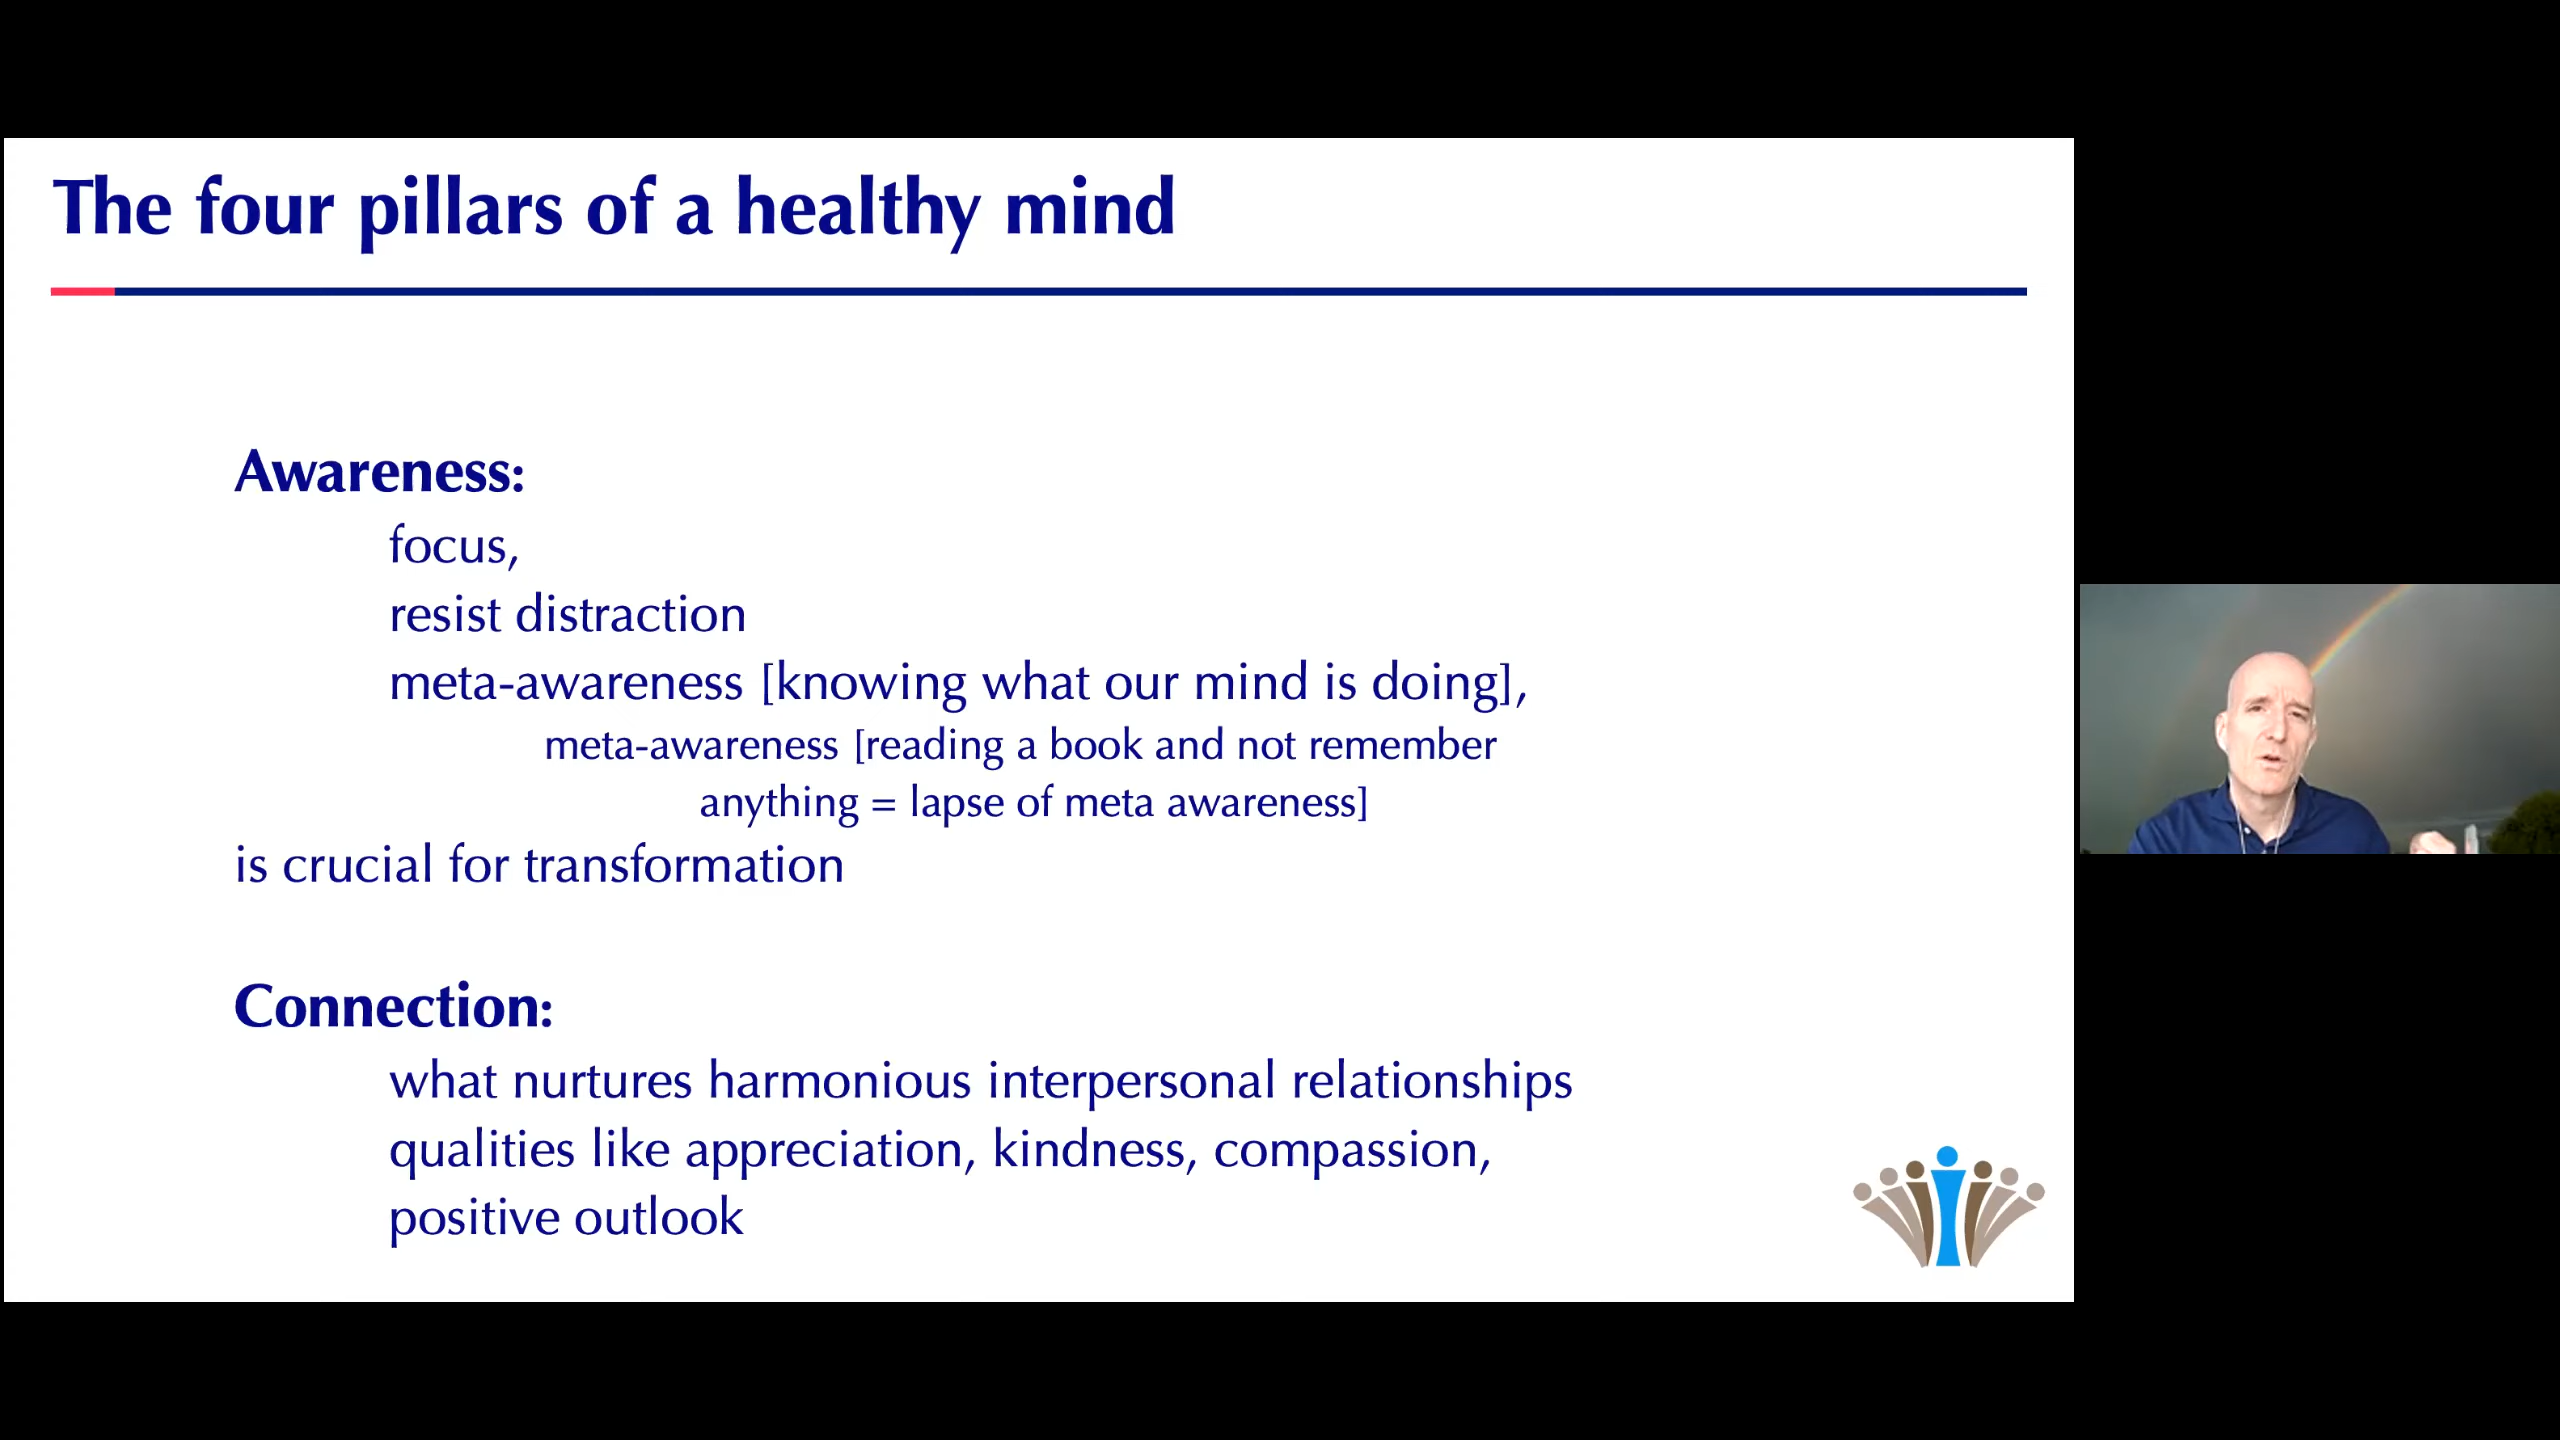 The four pillars of a healthy mind
Awareness:
focus,
resist distraction
meta-awareness [knowing what our mind is doing],
meta-awareness [reading a book and not remember
anything = lapse of meta awareness]
is crucial for transformation
Connection:
what nurtures harmonious interpersonal relationships
qualities like appreciation, kindness, compassion,
positive outlook